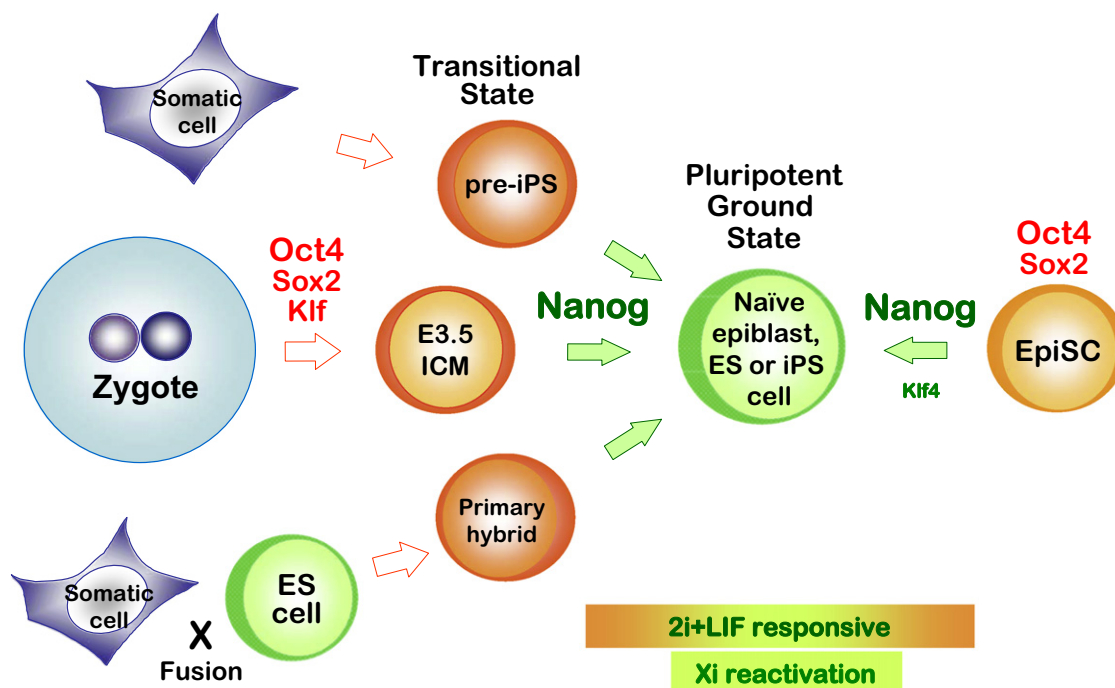 Somatic
cell
Transitional
State
pre-iPS
Pluripotent
Ground
State
Oct4
Sox2
Klf
Zygote
E3.5
ICM
Nanog
Naïve
epiblast,
ES or iPS
cell
Nanog
Klf4
Oct4
Sox2
EpiSC
Primary
hybrid
Somatic
cell
X
Fusion
ES
cell
2i+LIF responsive
Xi reactivation